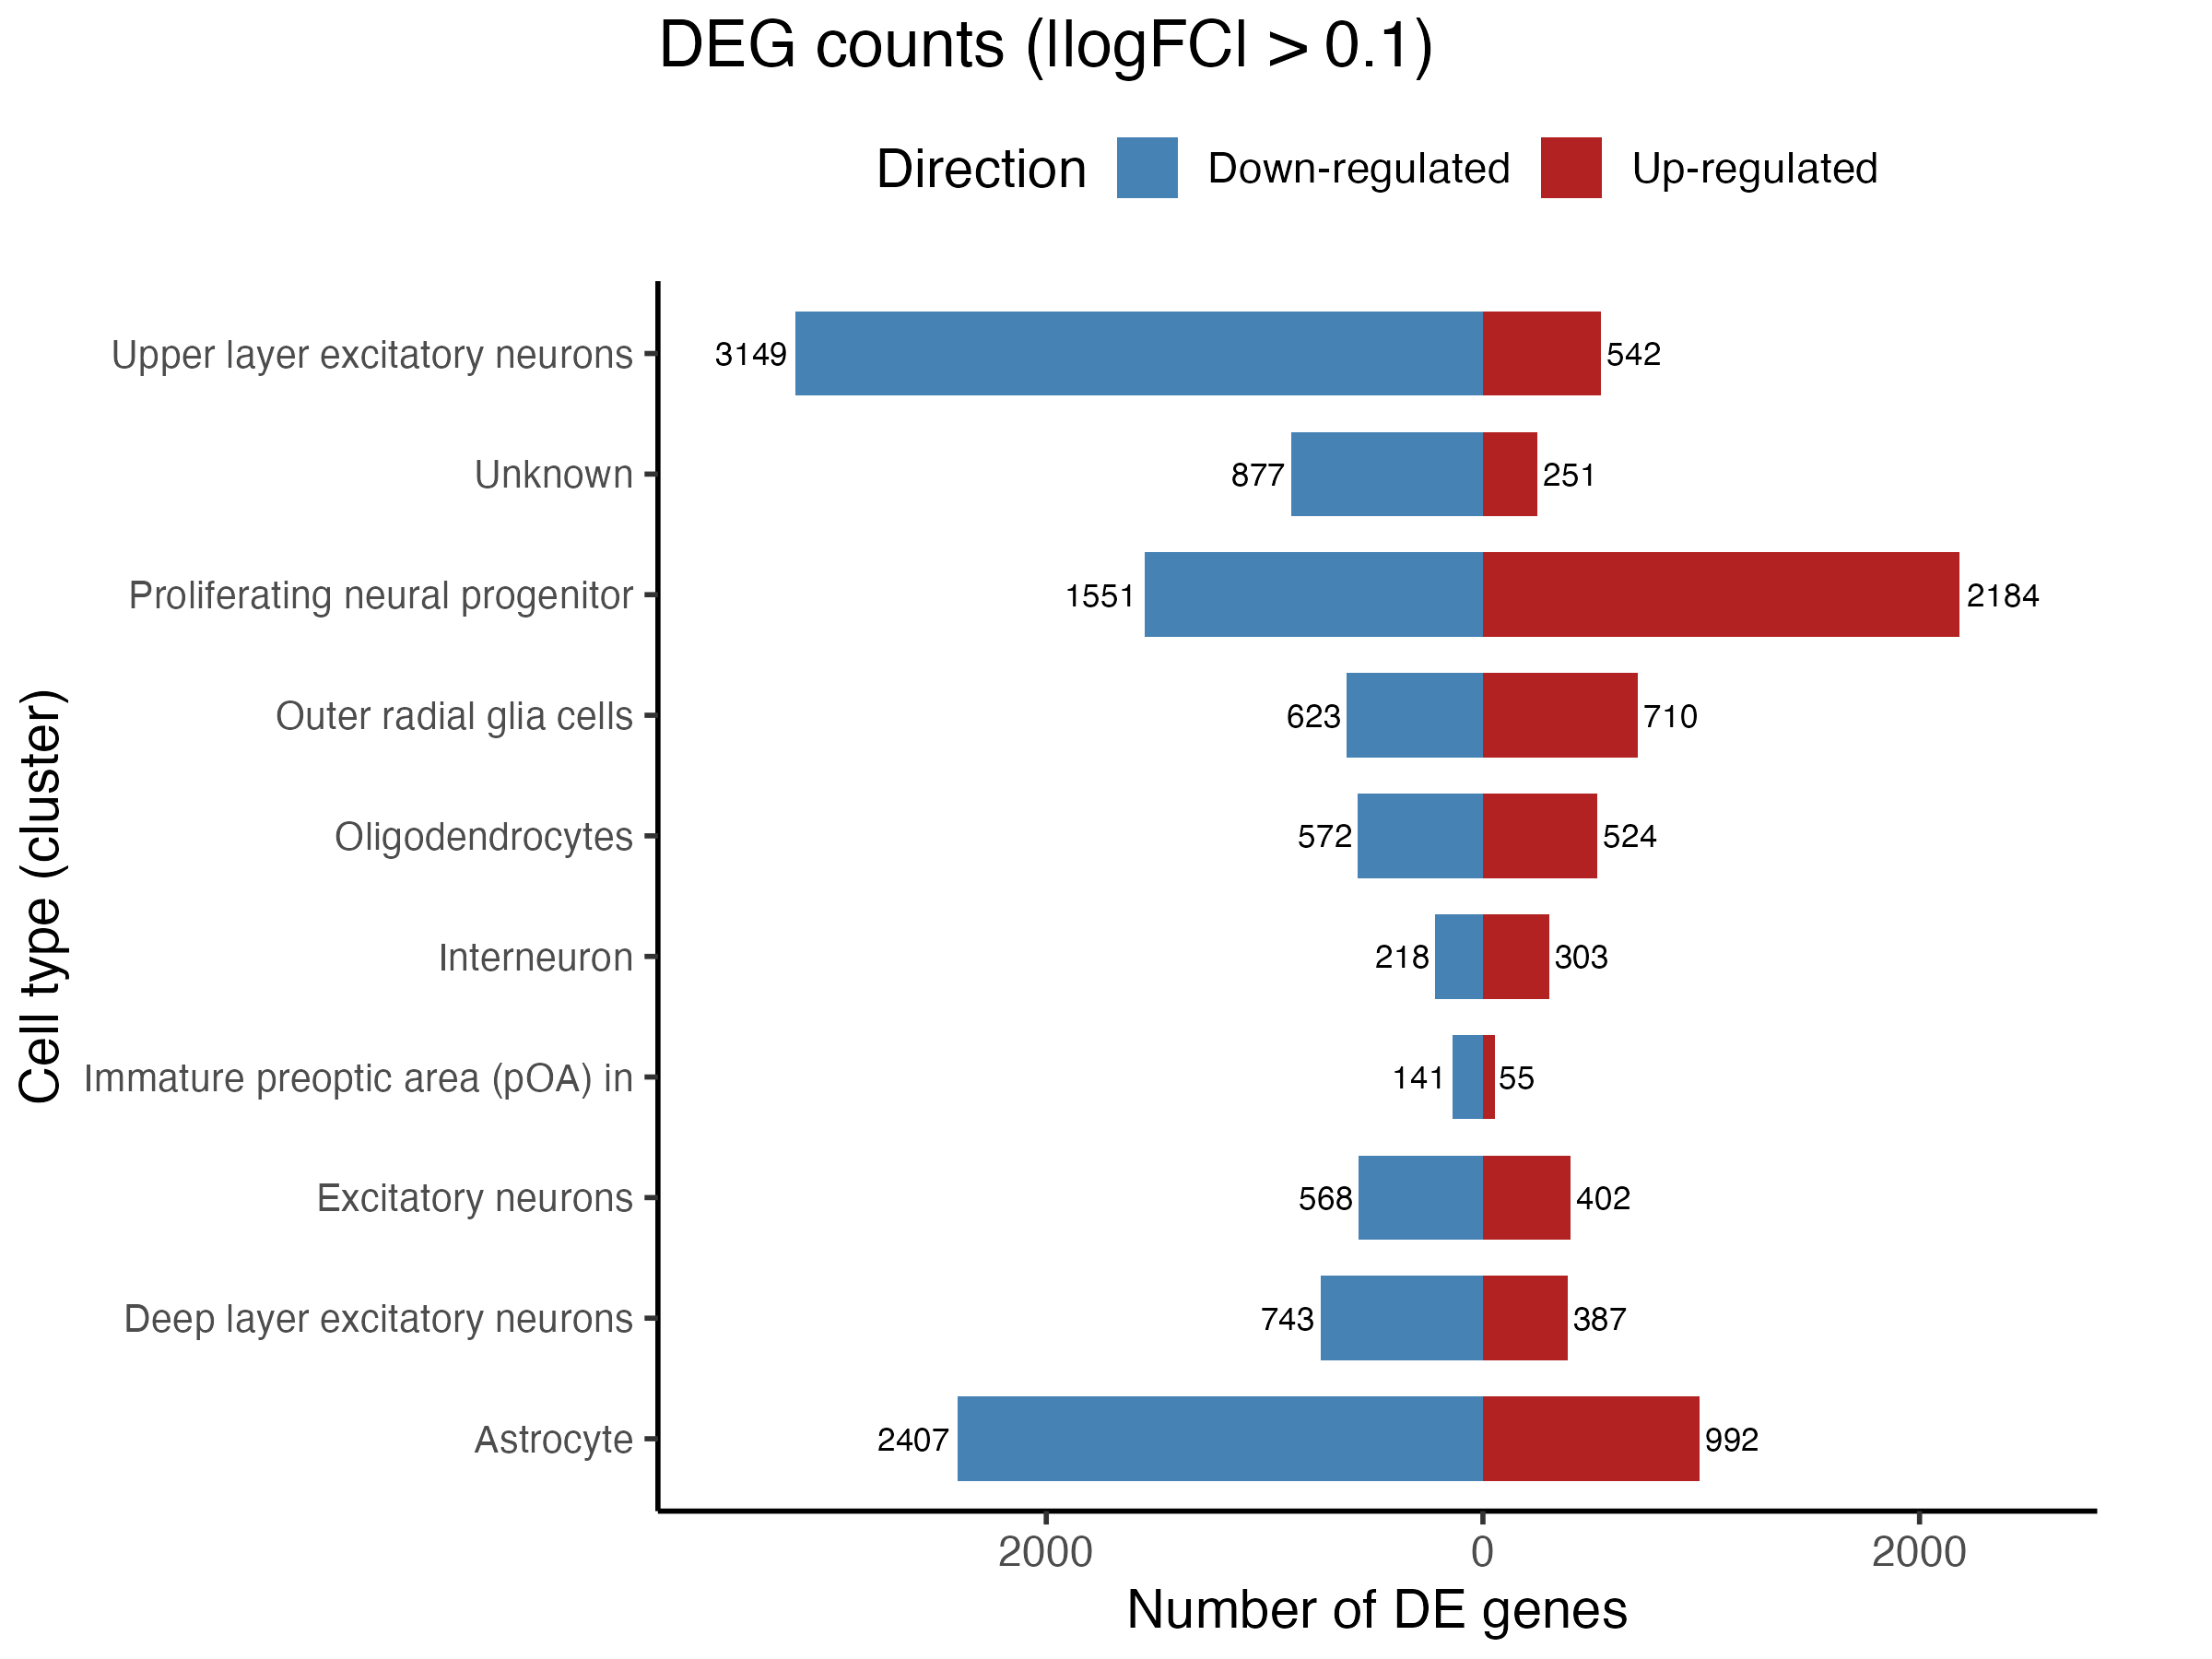 DEG counts (|logFC| > 0.1)
Direction Down-regulated Up-regulated
Cell type (cluster)
Upper layer excitatory neurons 3149 542
Unknown 877 251
Proliferating neural progenitor 1551 2184
Outer radial glia cells 623 710
Oligodendrocytes 572 524
Interneuron 218 303
Immature preoptic area (pOA) in 141 55
Excitatory neurons 568 402
Deep layer excitatory neurons 743 387
Astrocyte 2407 992
2000 0 2000
Number of DE genes